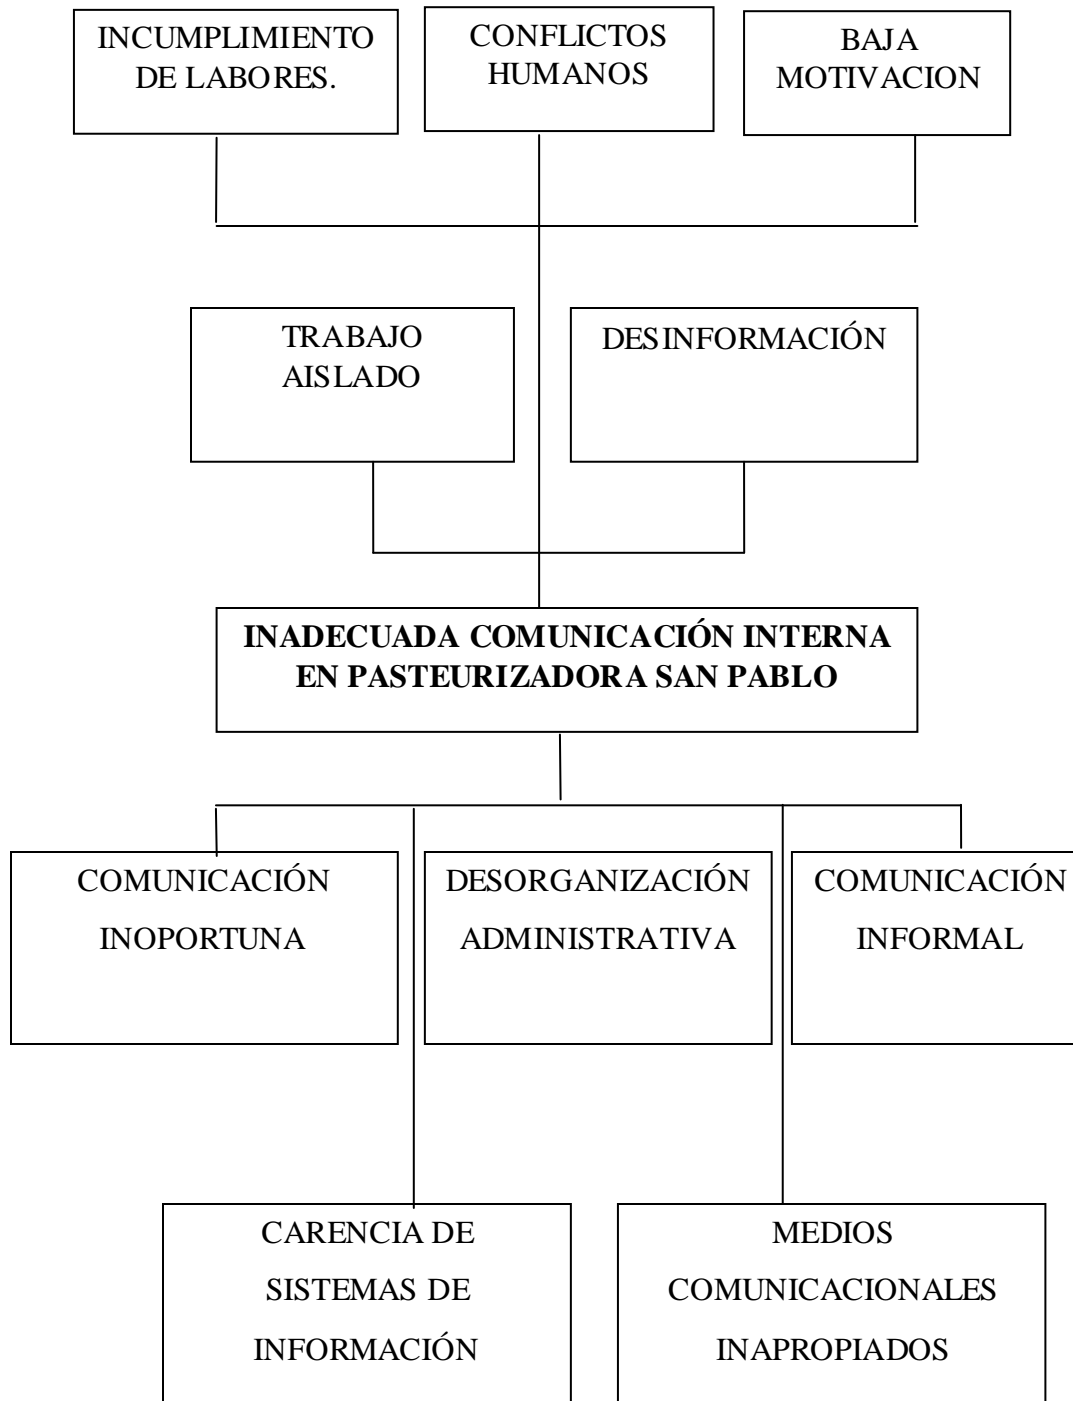 INCUMPLIMIENTO
DE LABORES.
CONFLICTOS
HUMANOS
BAJA
MOTIVACION
TRABAJO
AISLADO
DESINFORMACIÓN
INADECUADA COMUNICACIÓN INTERNA
EN PASTEURIZADORA SAN PABLO
COMUNICACIÓN
INOPORTUNA
DESORGANIZACIÓN
ADMINISTRATIVA
COMUNICACIÓN
INFORMAL
CARENCIA DE
SISTEMAS DE
INFORMACIÓN
MEDIOS
COMUNICACIONALES
INAPROPIADOS